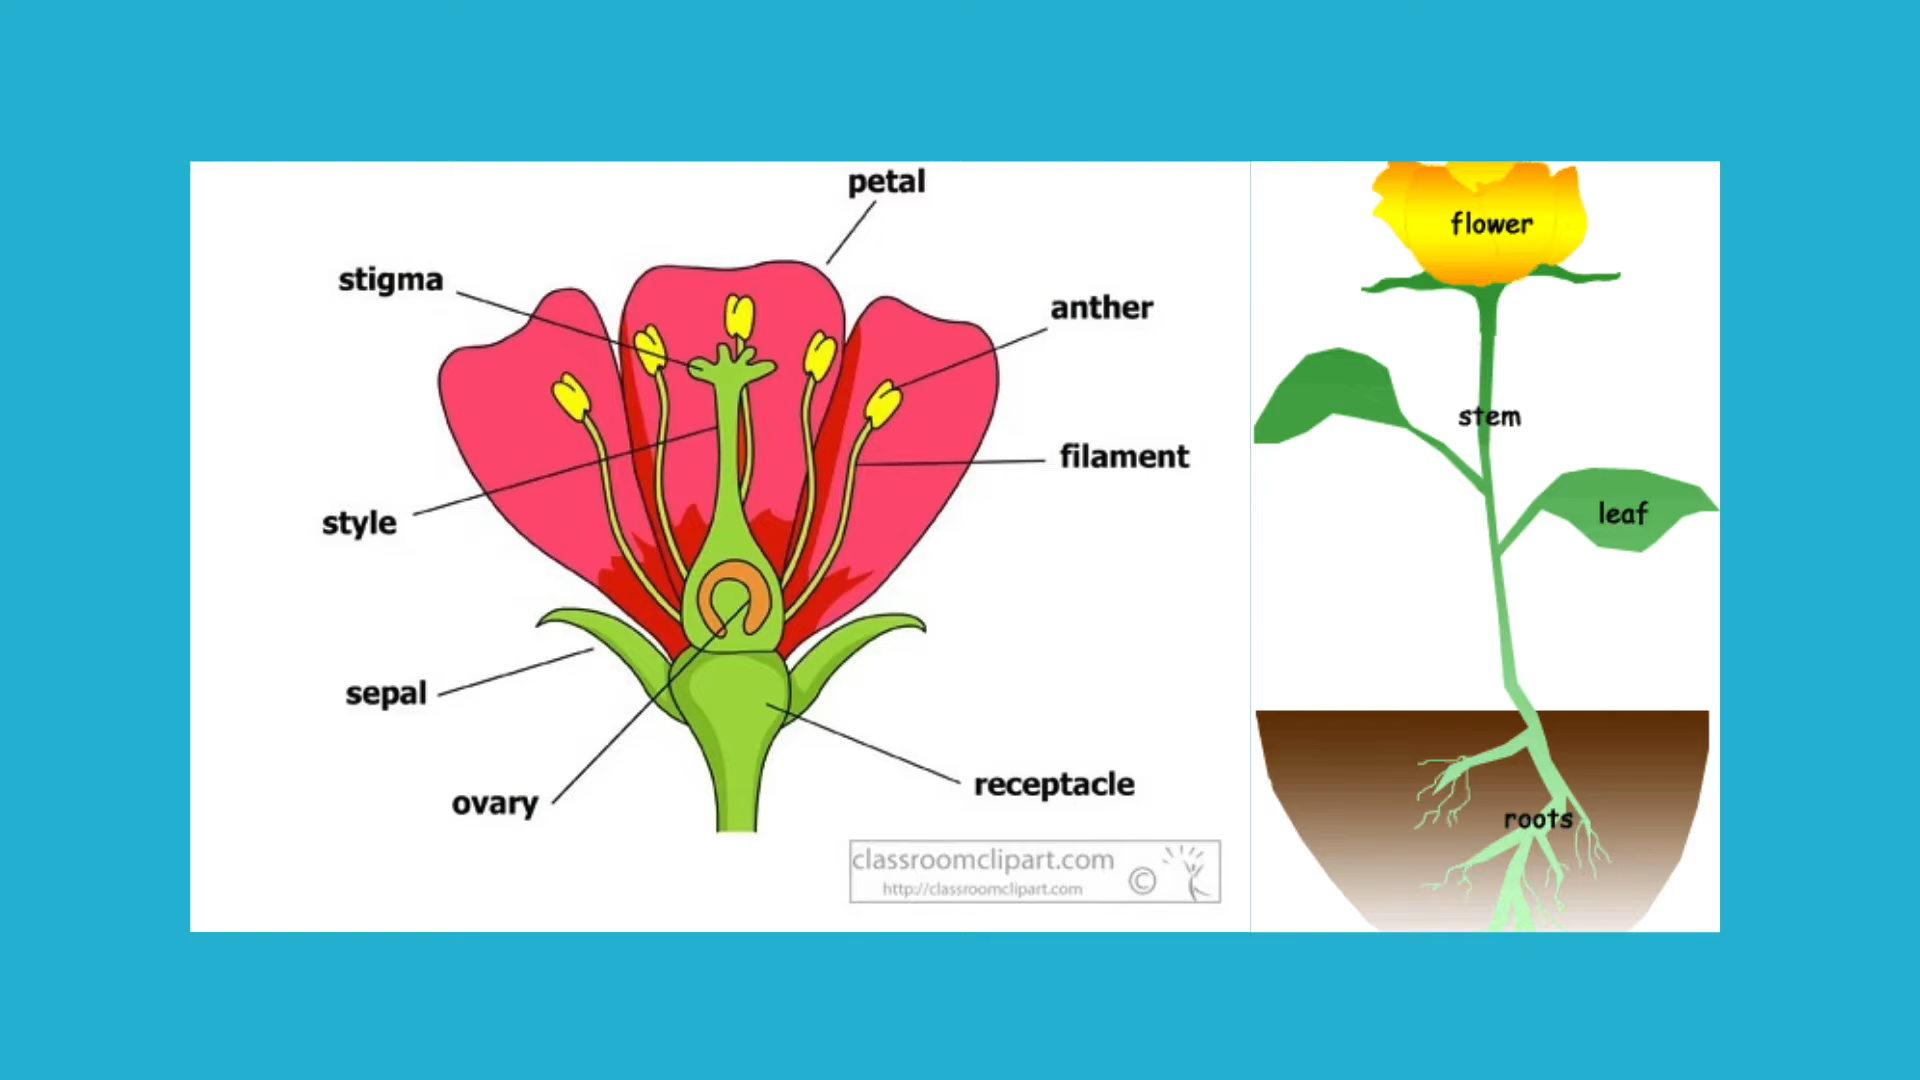 petal
stigma
anther
filament
style
sepal
ovary
receptacle
classroomclipart.com
http://classroomclipart.com
©
flower
stem
leaf
roots